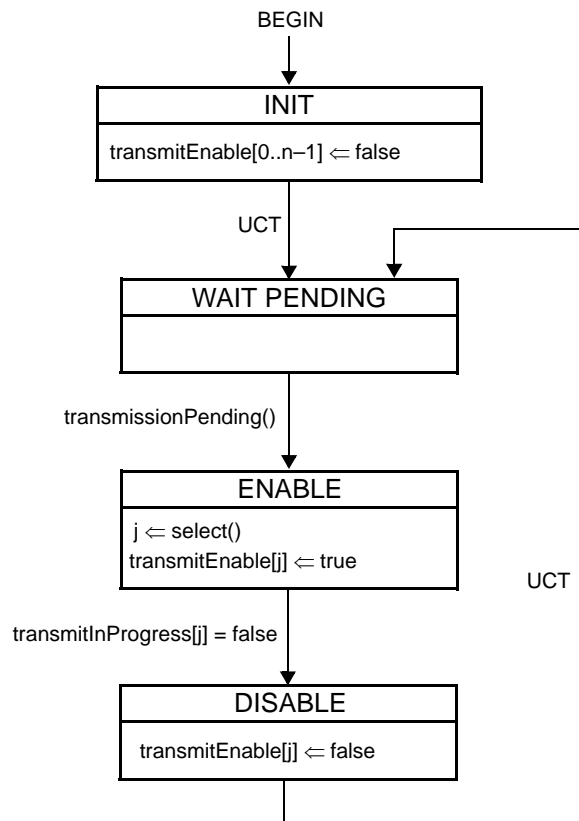 BEGIN
INIT
transmitEnable[0..n–1] ⇐ false
UCT
WAIT PENDING
transmissionPending()
ENABLE
j ⇐ select()
transmitEnable[j] ⇐ true
UCT
transmitInProgress[j] = false
DISABLE
transmitEnable[j] ⇐ false